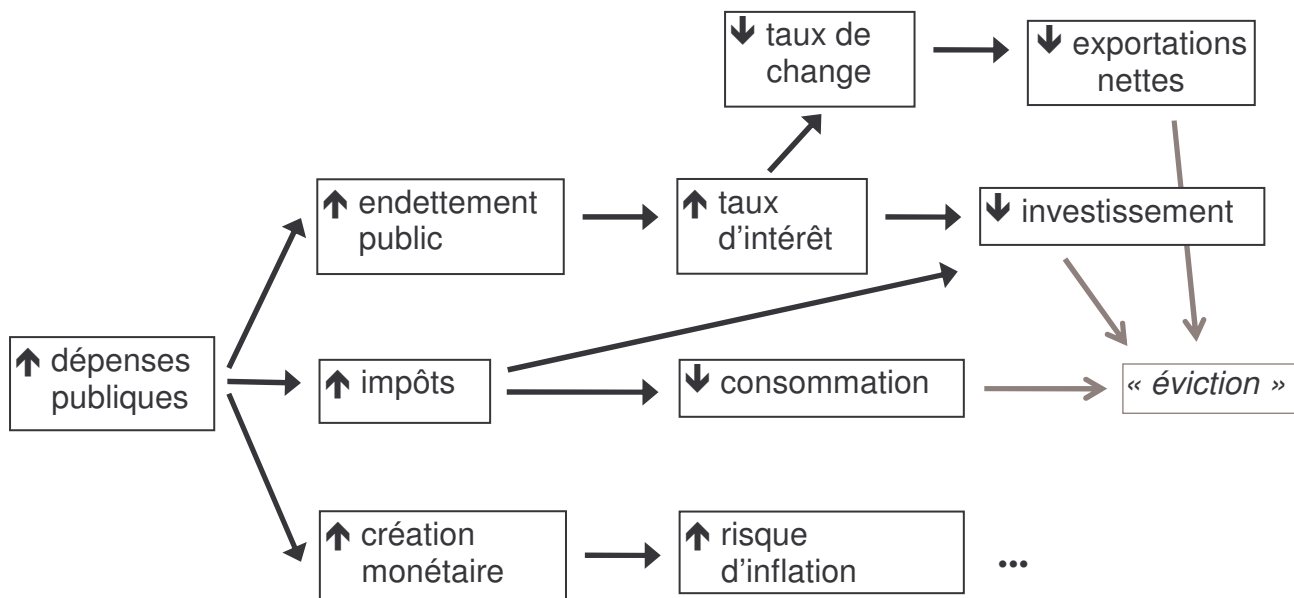 taux de
change
exportations
nettes
endettement
public
taux
d'intérêt
investissement
dépenses
publiques
impôts
consommation
« éviction »
création
monétaire
risque
d'inflation
...